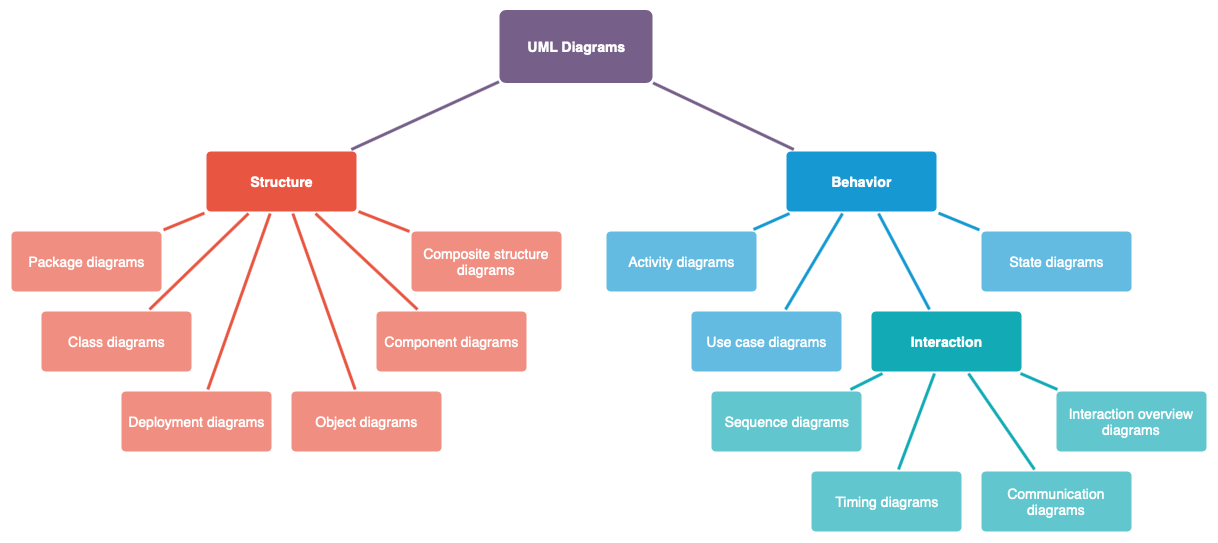 UML Diagrams
Structure
Behavior
Package diagrams
Composite structure
diagrams
Activity diagrams
State diagrams
Class diagrams
Component diagrams
Use case diagrams
Interaction
Deployment diagrams
Object diagrams
Sequence diagrams
Interaction overview
diagrams
Timing diagrams
Communication
diagrams